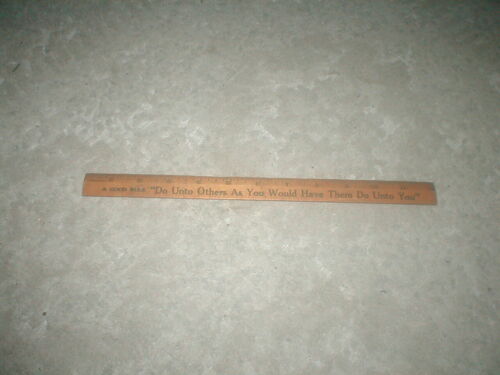 A GOOD RULE "Do Unto Others As You Would Have Them Do Unto You"